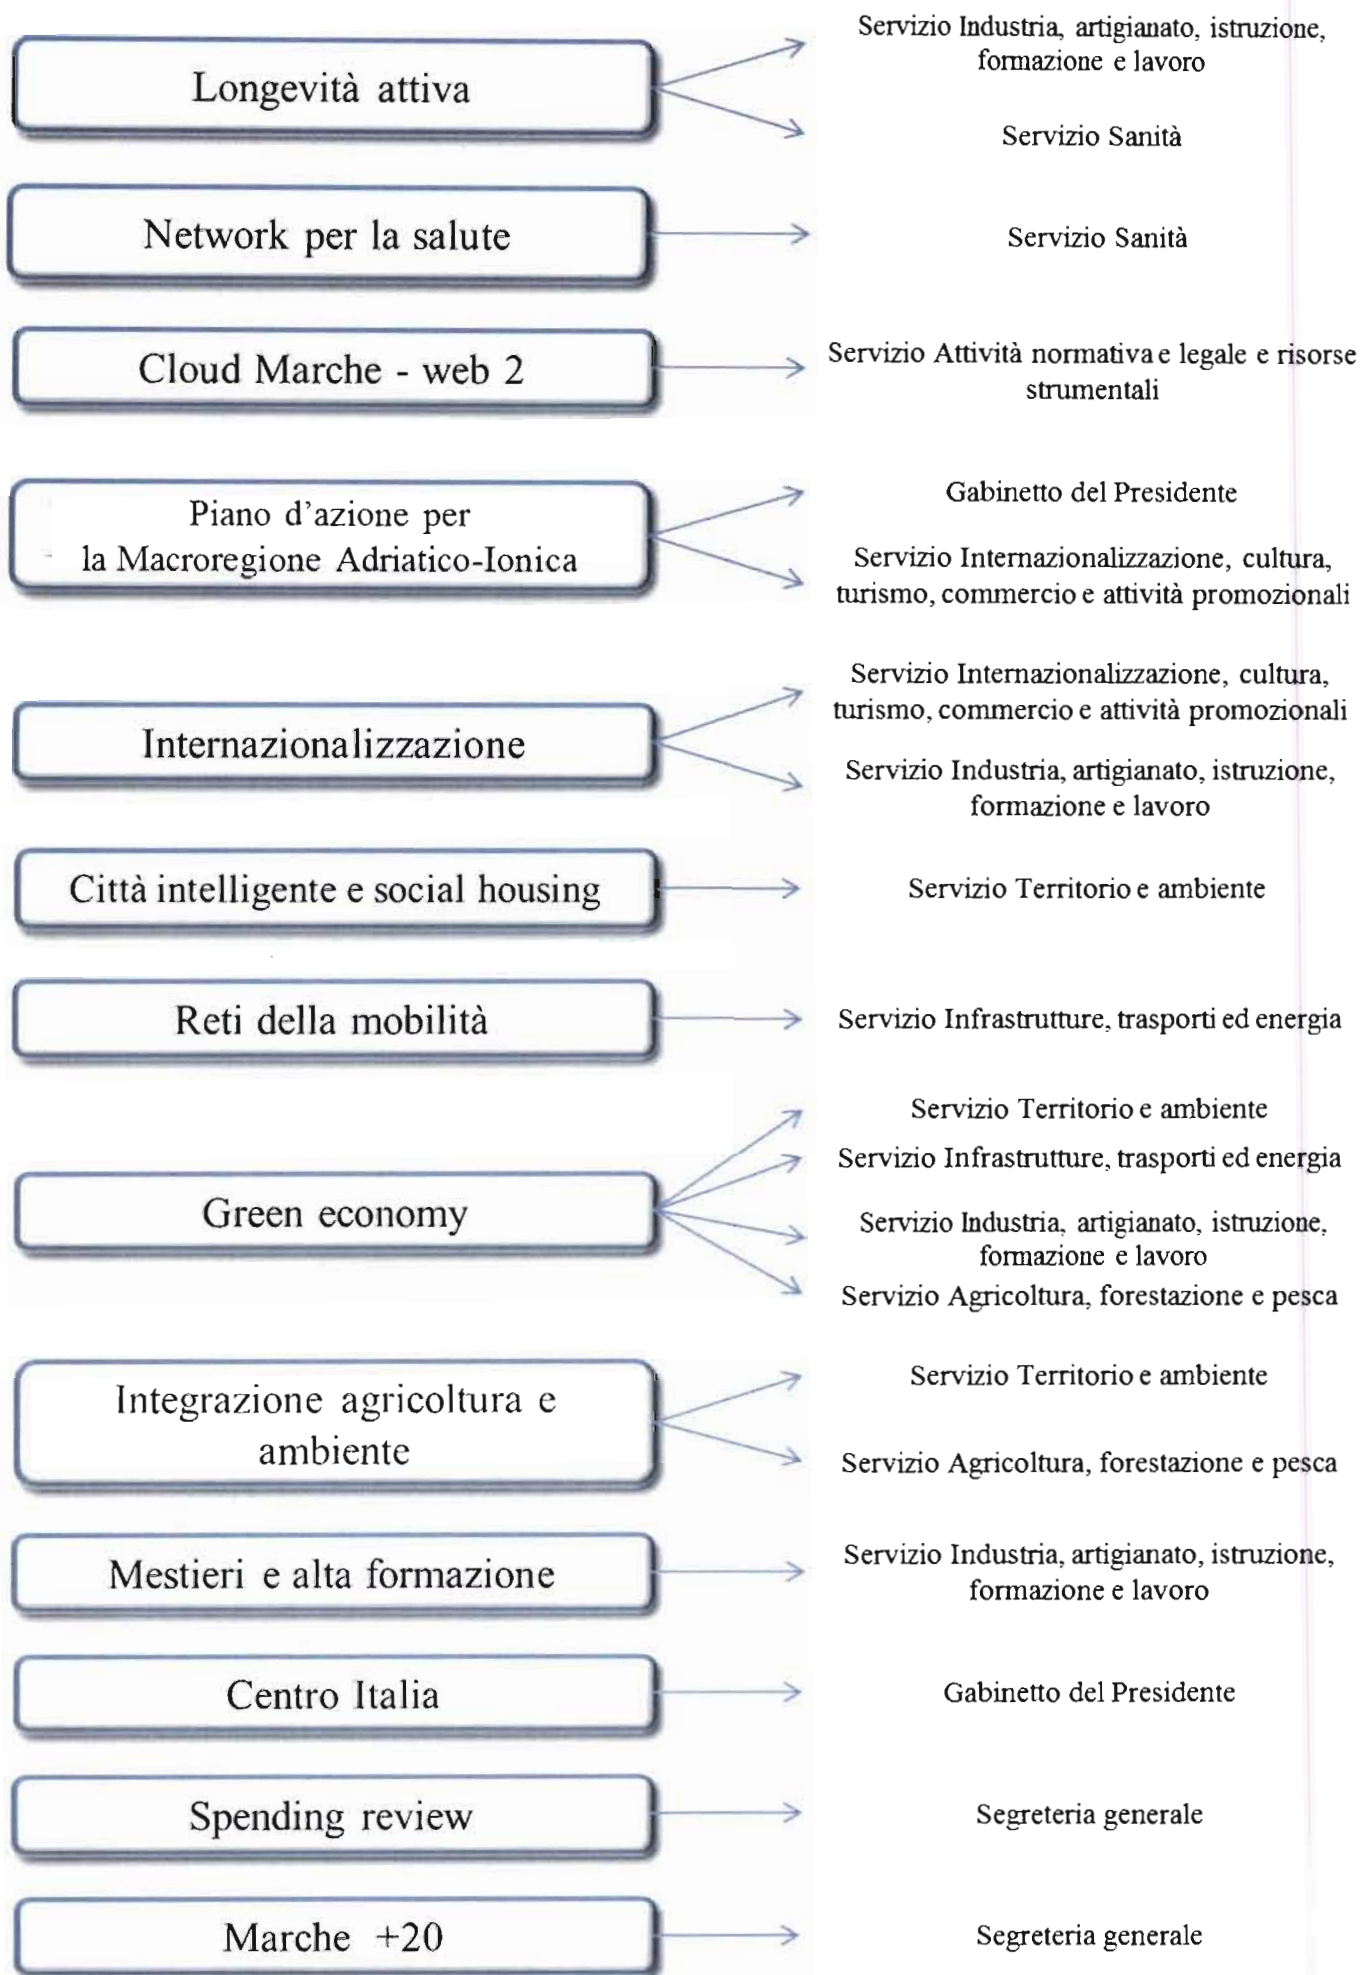 Longevità attiva
Servizio Industria, artigianato, istruzione,
formazione e lavoro
Servizio Sanità
Network per la salute
Servizio Sanità
Cloud Marche - web 2
Servizio Attività normativa e legale e risorse
strumentali
Piano d'azione per
la Macroregione Adriatico-Ionica
Gabinetto del Presidente
Servizio Internazionalizzazione, cultura,
turismo, commercio e attività promozionali
Internazionalizzazione
Servizio Internazionalizzazione, cultura,
turismo, commercio e attività promozionali
Servizio Industria, artigianato, istruzione,
formazione e lavoro
Città intelligente e social housing
Servizio Territorio e ambiente
Reti della mobilità
Servizio Infrastrutture, trasporti ed energia
Green economy
Servizio Territorio e ambiente
Servizio Infrastrutture, trasporti ed energia
Servizio Industria, artigianato, istruzione,
formazione e lavoro
Servizio Agricoltura, forestazione e pesca
Integrazione agricoltura e
ambiente
Servizio Territorio e ambiente
Servizio Agricoltura, forestazione e pesca
Mestieri e alta formazione
Servizio Industria, artigianato, istruzione,
formazione e lavoro
Centro Italia
Gabinetto del Presidente
Spending review
Segreteria generale
Marche +20
Segreteria generale